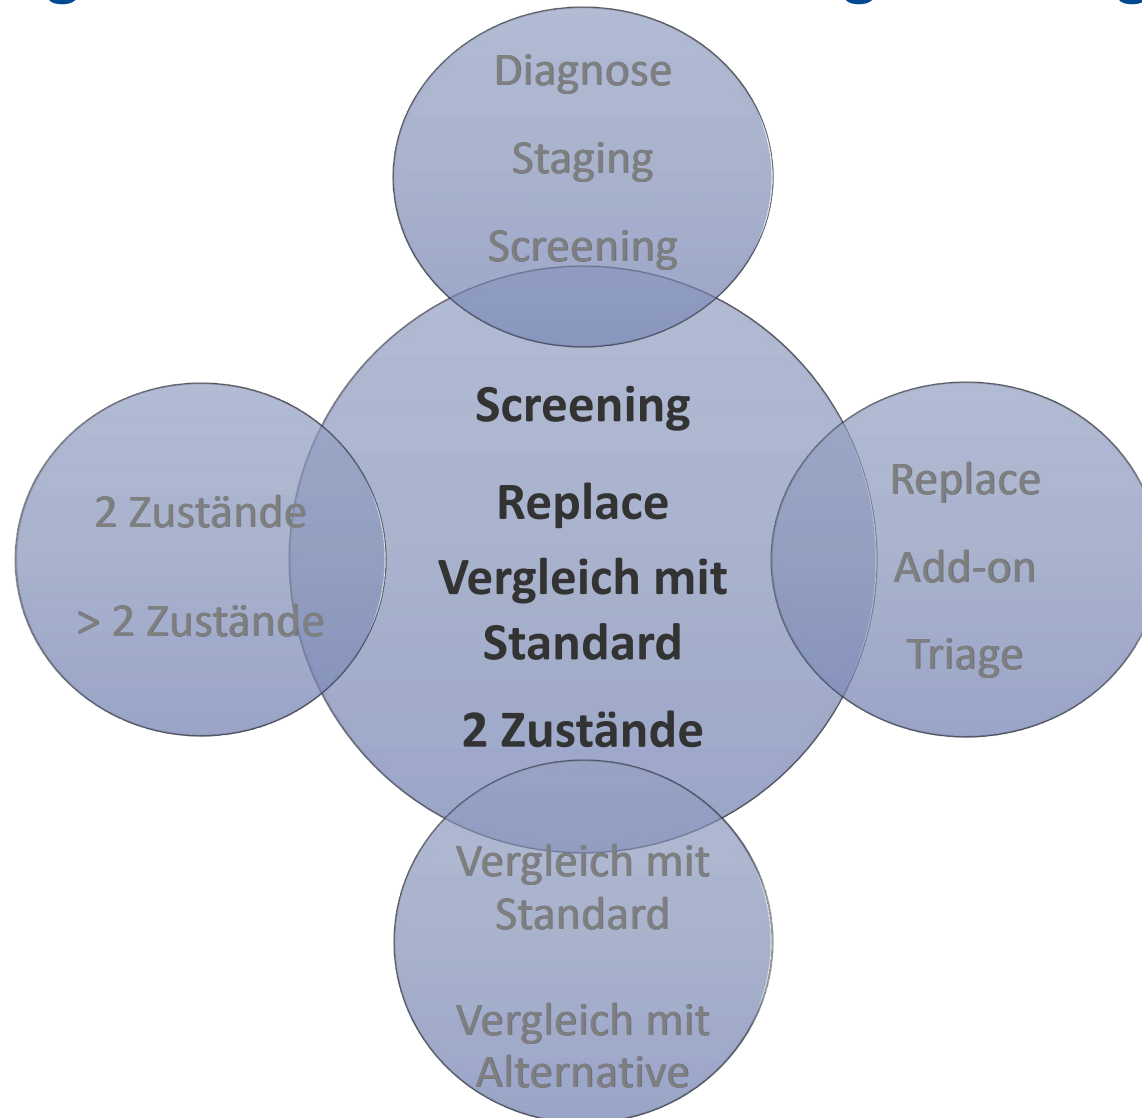 Diagnose
Staging
Screening
Screening
Replace
Vergleich mit
Standard
2 Zustände
2 Zustände
> 2 Zustände
Replace
Add-on
Triage
Vergleich mit
Standard
Vergleich mit
Alternative